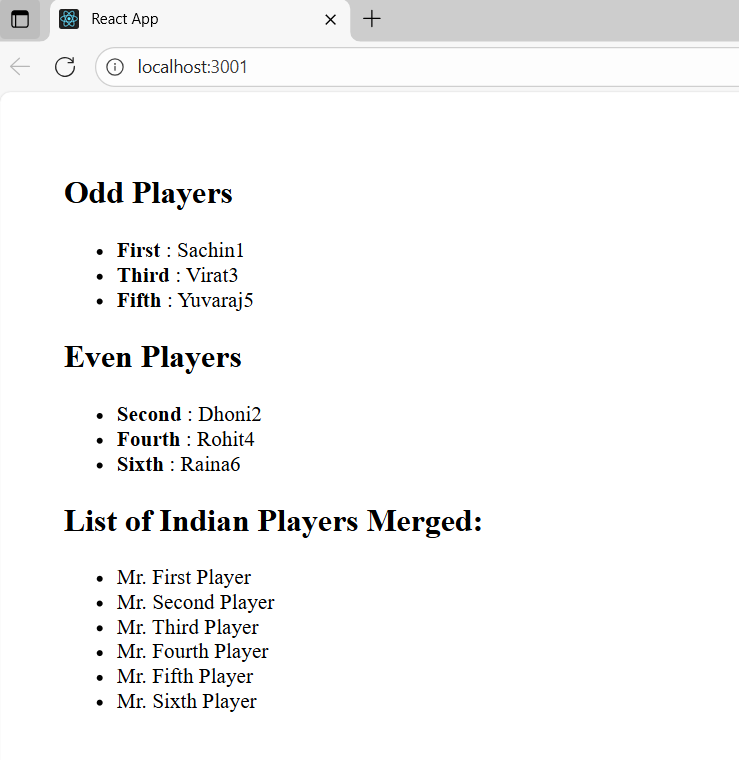 React App
localhost:3001
Odd Players
First : Sachin1
Third : Virat3
Fifth : Yuvaraj5
Even Players
Second : Dhoni2
Fourth : Rohit4
Sixth : Raina6
List of Indian Players Merged:
Mr. First Player
Mr. Second Player
Mr. Third Player
Mr. Fourth Player
Mr. Fifth Player
Mr. Sixth Player